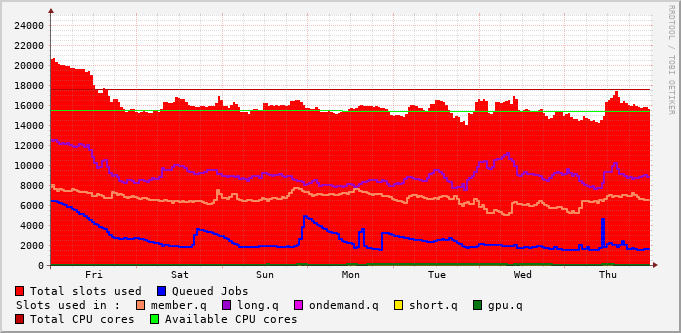 24000
22000
20000
18000
16000
14000
12000
10000
8000
6000
4000
2000
0
Fri Sat Sun Mon Tue Wed Thu
RRDTOOL / TOBI OETIKER
Total slots used Queued Jobs
Slots used in : member.q long.q ondemand.q short.q gpu.q
Total CPU cores Available CPU cores